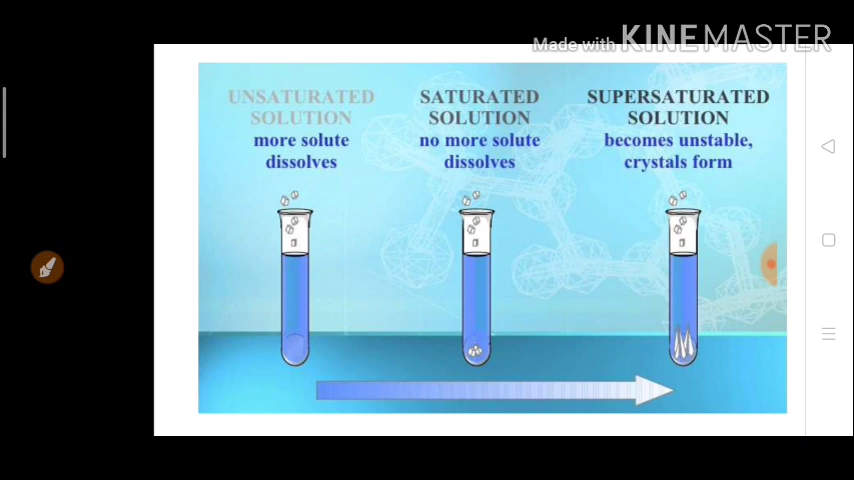 Made with KINEMASTER
UNSATURATED
SOLUTION
more solute
dissolves
SATURATED
SOLUTION
no more solute
dissolves
SUPERSATURATED
SOLUTION
becomes unstable,
crystals form